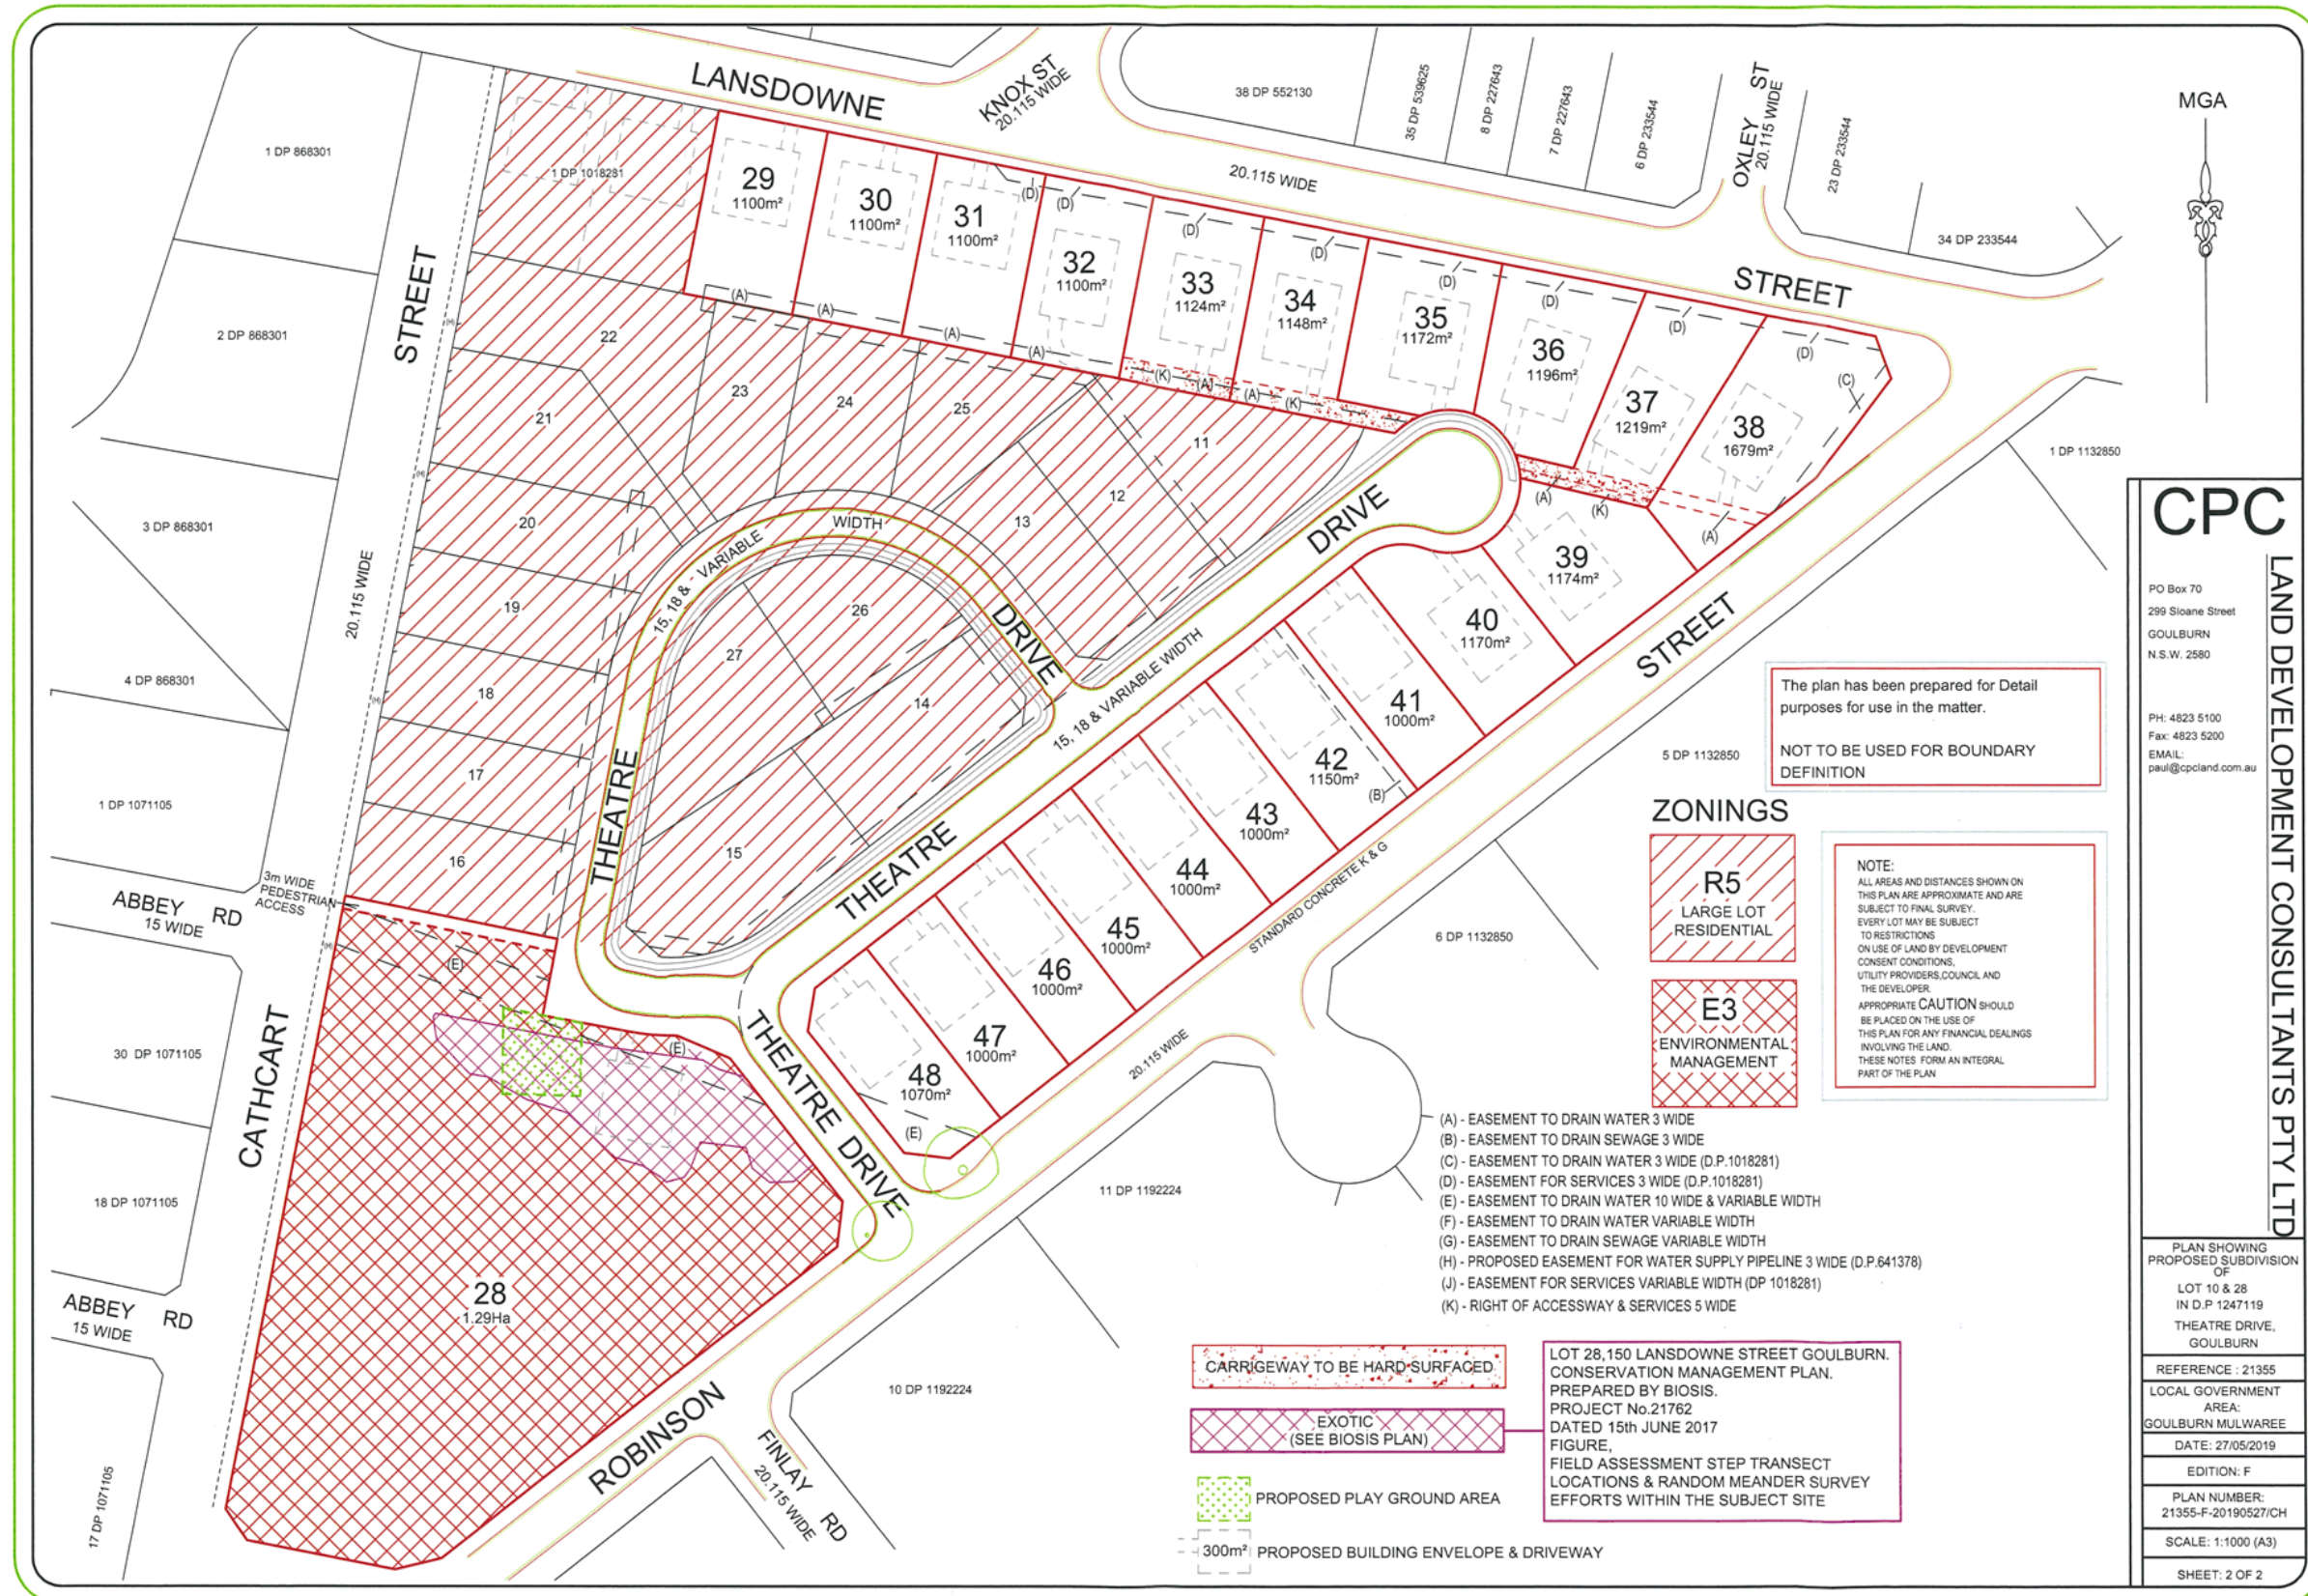 LANSDOWNE
STREET
KNOX ST
20.115 WIDE
38 DP 552130
35 DP 539625
8 DP 227643
7 DP 227643
6 DP 233544
OXLEY ST
20.115 WIDE
23 DP 233544
34 DP 233544
20.115 WIDE
MGA
1 DP 868301
2 DP 868301
3 DP 868301
4 DP 868301
1 DP 1071105
30 DP 1071105
18 DP 1071105
17 DP 1071105
STREET
20.115 WIDE
CATHCART
ABBEY RD
15 WIDE
ABBEY RD
15 WIDE
3m WIDE
PEDESTRIAN
ACCESS
1 DP 1018281
29
1100m²
30
1100m²
31
1100m²
32
1100m²
33
1124m²
34
1148m²
35
1172m²
36
1196m²
37
1219m²
38
1679m²
39
1174m²
40
1170m²
41
1000m²
42
1150m²
43
1000m²
44
1000m²
45
1000m²
46
1000m²
47
1000m²
48
1070m²
28
1.29Ha
(D)
(D)
(D)
(D)
(D)
(D)
(D)
(D)
(C)
(A)
(A)
(A)
(A)
(K)
(A)
(A)
(K)
(A)
(K)
(A)
(B)
(E)
(E)
(E)
(H)
(H)
(H)
(H)
22
23
24
25
21
20
19
18
17
16
11
12
13
26
27
14
15
15, 18 & VARIABLE
WIDTH
DRIVE
THEATRE
DRIVE
15, 18 & VARIABLE WIDTH
THEATRE
THEATRE DRIVE
STREET
STANDARD CONCRETE K & G
20.115 WIDE
ROBINSON
FINLAY RD
20.115 WIDE
1 DP 1132850
5 DP 1132850
6 DP 1132850
11 DP 1192224
10 DP 1192224
The plan has been prepared for Detail
purposes for use in the matter.
NOT TO BE USED FOR BOUNDARY
DEFINITION
ZONINGS
R5
LARGE LOT
RESIDENTIAL
E3
ENVIRONMENTAL
MANAGEMENT
NOTE:
ALL AREAS AND DISTANCES SHOWN ON
THIS PLAN ARE APPROXIMATE AND ARE
SUBJECT TO FINAL SURVEY.
EVERY LOT MAY BE SUBJECT
TO RESTRICTIONS
ON USE OF LAND BY DEVELOPMENT
CONSENT CONDITIONS,
UTILITY PROVIDERS,COUNCIL AND
THE DEVELOPER.
APPROPRIATE CAUTION SHOULD
BE PLACED ON THE USE OF
THIS PLAN FOR ANY FINANCIAL DEALINGS
INVOLVING THE LAND.
THESE NOTES FORM AN INTEGRAL
PART OF THE PLAN
(A) - EASEMENT TO DRAIN WATER 3 WIDE
(B) - EASEMENT TO DRAIN SEWAGE 3 WIDE
(C) - EASEMENT TO DRAIN WATER 3 WIDE (D.P.1018281)
(D) - EASEMENT FOR SERVICES 3 WIDE (D.P.1018281)
(E) - EASEMENT TO DRAIN WATER 10 WIDE & VARIABLE WIDTH
(F) - EASEMENT TO DRAIN WATER VARIABLE WIDTH
(G) - EASEMENT TO DRAIN SEWAGE VARIABLE WIDTH
(H) - PROPOSED EASEMENT FOR WATER SUPPLY PIPELINE 3 WIDE (D.P.641378)
(J) - EASEMENT FOR SERVICES VARIABLE WIDTH (DP 1018281)
(K) - RIGHT OF ACCESSWAY & SERVICES 5 WIDE
CARRIGEWAY TO BE HARD SURFACED
EXOTIC
(SEE BIOSIS PLAN)
PROPOSED PLAY GROUND AREA
300m² PROPOSED BUILDING ENVELOPE & DRIVEWAY
LOT 28,150 LANSDOWNE STREET GOULBURN.
CONSERVATION MANAGEMENT PLAN.
PREPARED BY BIOSIS.
PROJECT No.21762
DATED 15th JUNE 2017
FIGURE,
FIELD ASSESSMENT STEP TRANSECT
LOCATIONS & RANDOM MEANDER SURVEY
EFFORTS WITHIN THE SUBJECT SITE
CPC
LAND DEVELOPMENT CONSULTANTS PTY LTD
PO Box 70
299 Sloane Street
GOULBURN
N.S.W. 2580
PH: 4823 5100
Fax: 4823 5200
EMAIL:
paul@cpcland.com.au
PLAN SHOWING
PROPOSED SUBDIVISION
OF
LOT 10 & 28
IN D.P 1247119
THEATRE DRIVE,
GOULBURN
REFERENCE : 21355
LOCAL GOVERNMENT
AREA:
GOULBURN MULWAREE
DATE: 27/05/2019
EDITION: F
PLAN NUMBER:
21355-F-20190527/CH
SCALE: 1:1000 (A3)
SHEET: 2 OF 2